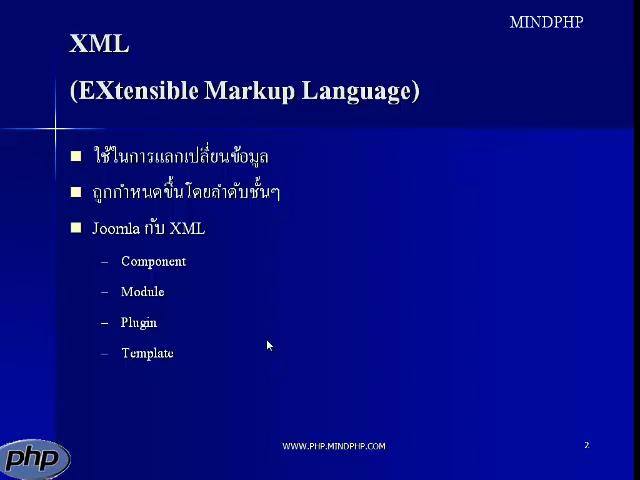 MINDPHP
XML
(EXtensible Markup Language)
ใช้ในการแลกเปลี่ยนข้อมูล
ถูกกำหนดขึ้นโดยลำดับชั้นๆ
Joomla กับ XML
– Component
– Module
– Plugin
– Template
WWW.PHP.MINDPHP.COM
2
php